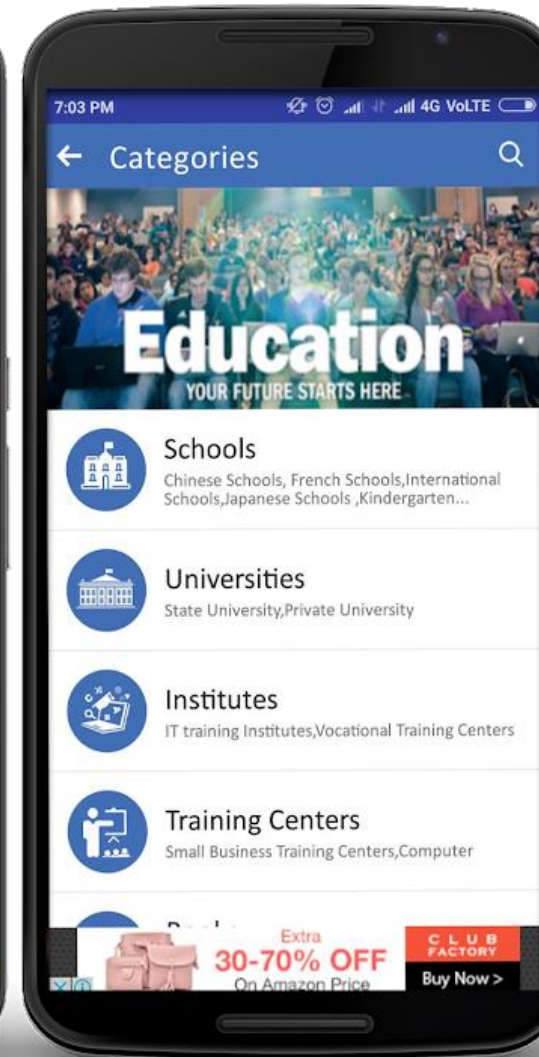 7:03 PM
4G VoLTE
Categories
Education
YOUR FUTURE STARTS HERE
Schools
Chinese Schools, French Schools,International
Schools,Japanese Schools ,Kindergarten...
Universities
State University,Private University
Institutes
IT training Institutes,Vocational Training Centers
Training Centers
Small Business Training Centers,Computer
Extra
30-70% OFF
On Amazon Price
CLUB
FACTORY
Buy Now >